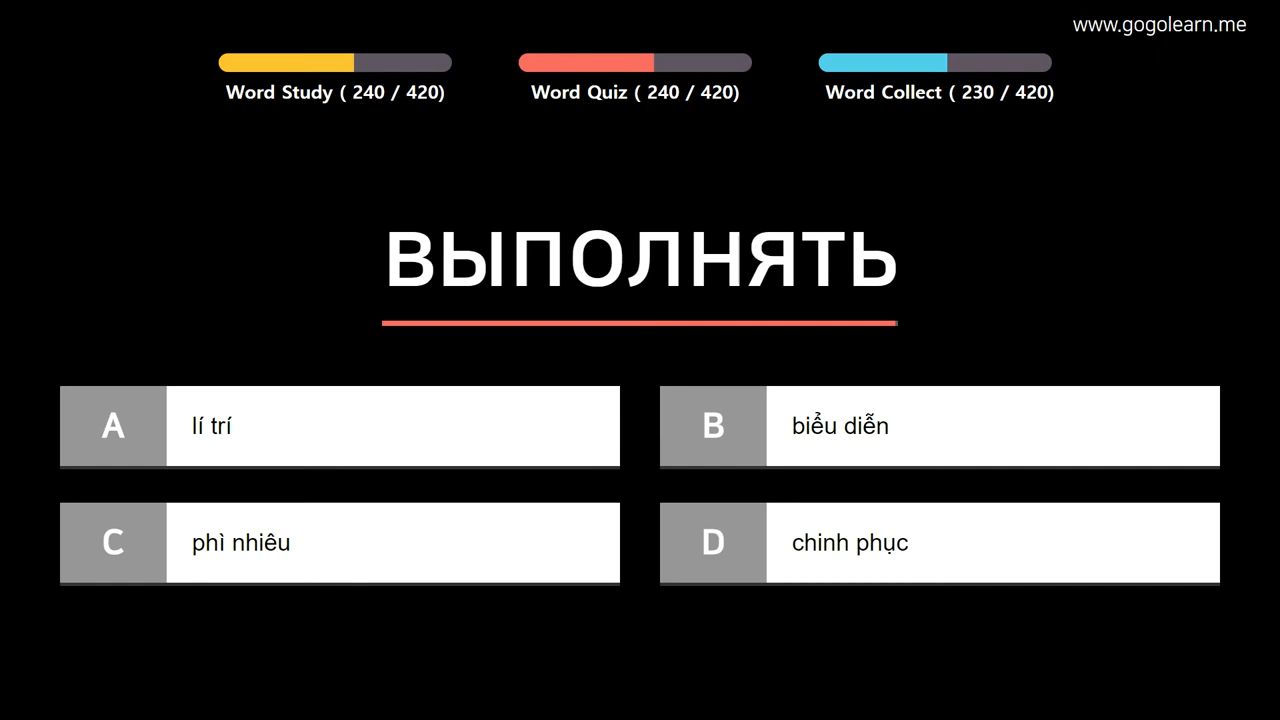 www.gogolearn.me
Word Study ( 240 / 420)
Word Quiz ( 240 / 420)
Word Collect ( 230 / 420)
ВЫПОЛНЯТЬ
A lí trí
B biểu diễn
C phì nhiêu
D chinh phục